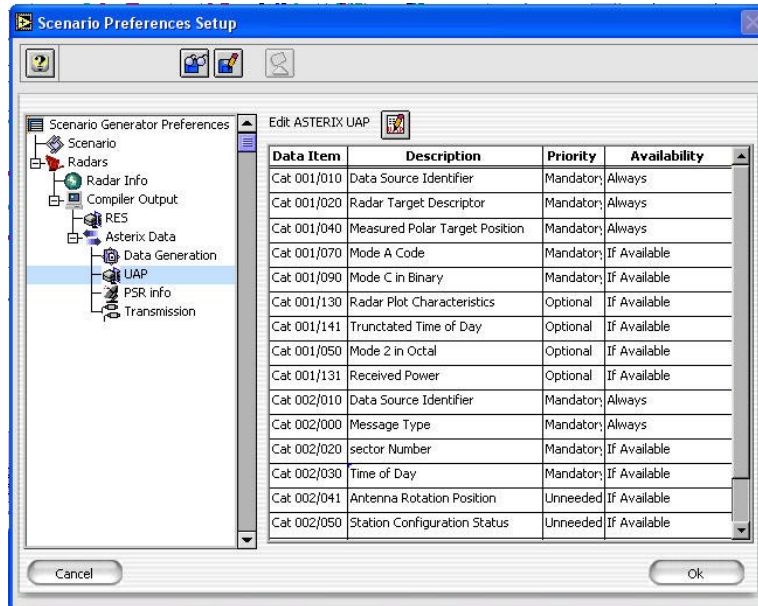 Scenario Preferences Setup
Scenario Generator Preferences
Scenario
Radars
Radar Info
Compiler Output
RES
Asterix Data
Data Generation
UAP
PSR info
Transmission
Edit ASTERIX UAP
Data Item Description Priority Availability
Cat 001/010 Data Source Identifier Mandatory Always
Cat 001/020 Radar Target Descriptor Mandatory Always
Cat 001/040 Measured Polar Target Position Mandatory Always
Cat 001/070 Mode A Code Mandatory If Available
Cat 001/090 Mode C in Binary Mandatory If Available
Cat 001/130 Radar Plot Characteristics Optional If Available
Cat 001/141 Trunctated Time of Day Optional If Available
Cat 001/050 Mode 2 in Octal Optional If Available
Cat 001/131 Received Power Optional If Available
Cat 002/010 Data Source Identifier Mandatory Always
Cat 002/000 Message Type Mandatory Always
Cat 002/020 sector Number Mandatory If Available
Cat 002/030 Time of Day Mandatory If Available
Cat 002/041 Antenna Rotation Position Unneeded If Available
Cat 002/050 Station Configuration Status Unneeded If Available
Cancel
Ok